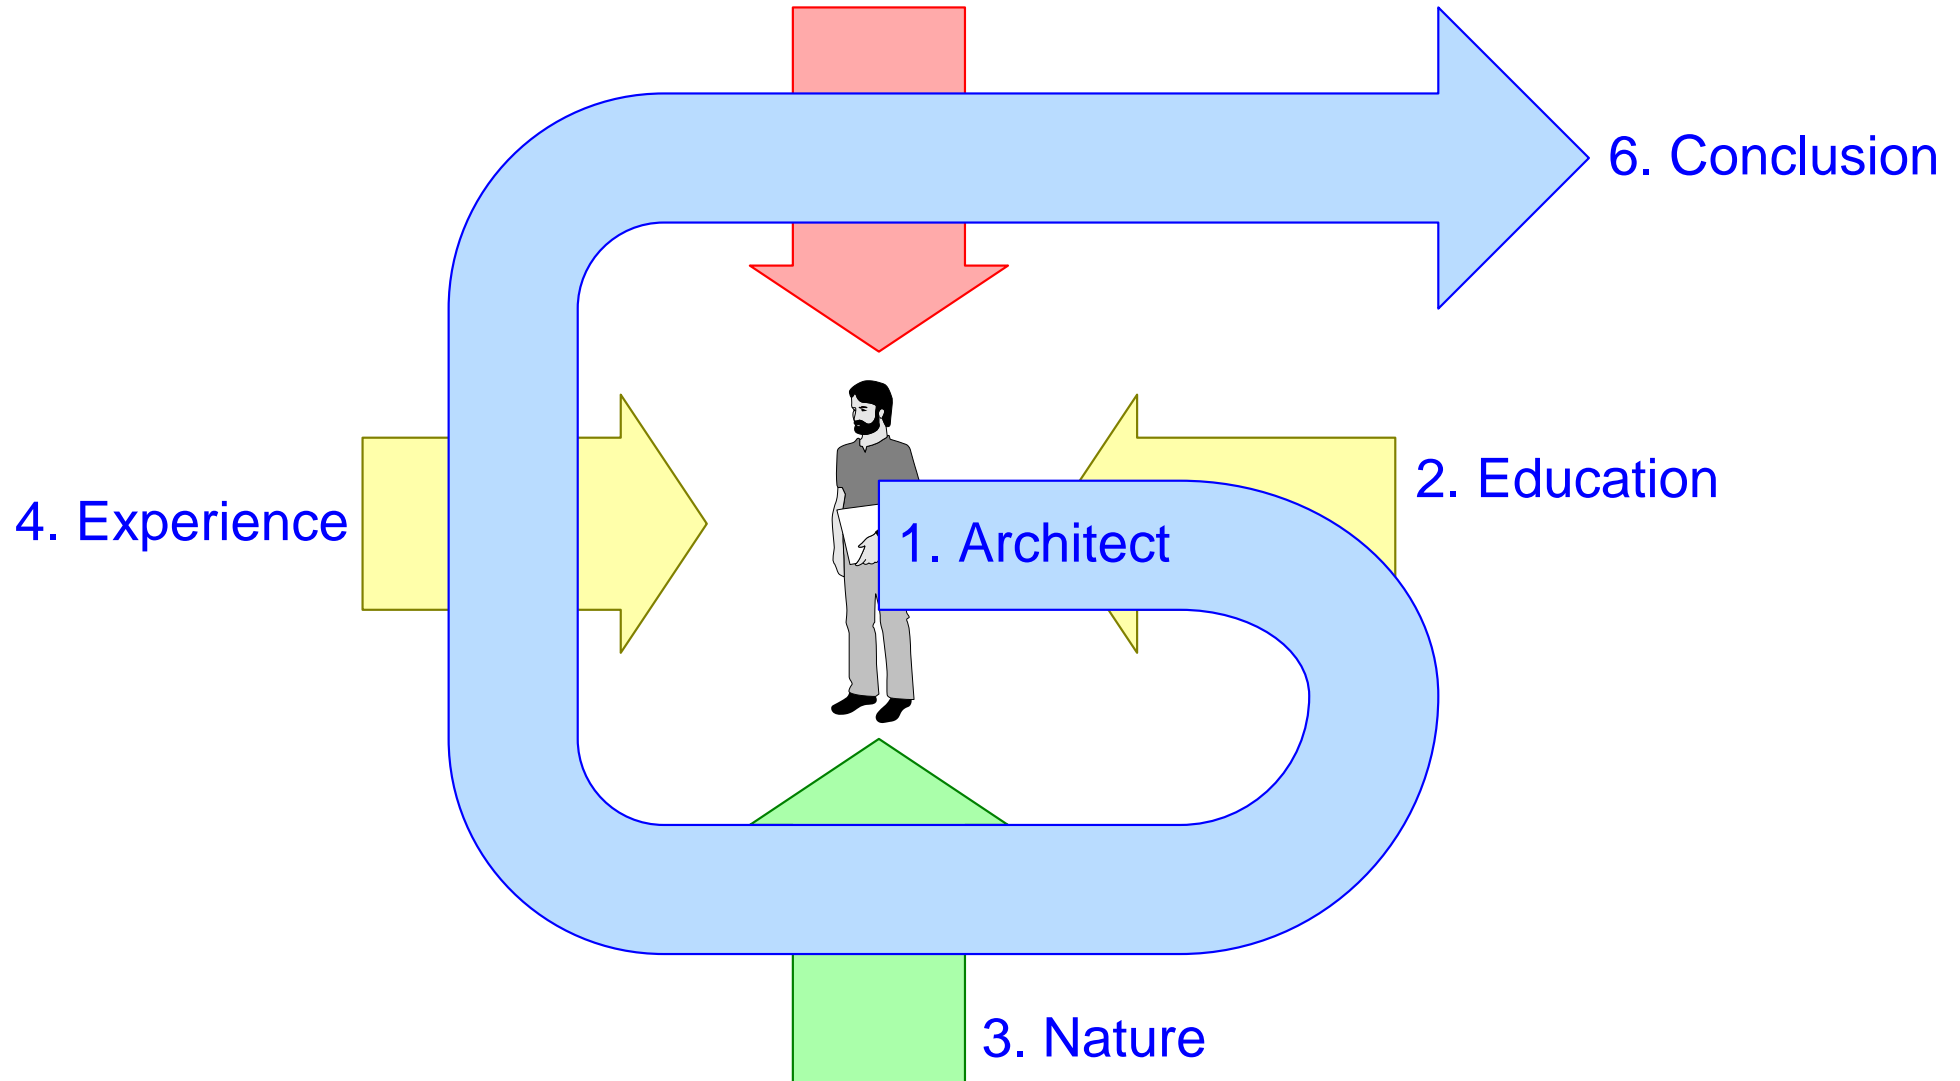 6. Conclusion
2. Education
4. Experience
1. Architect
3. Nature